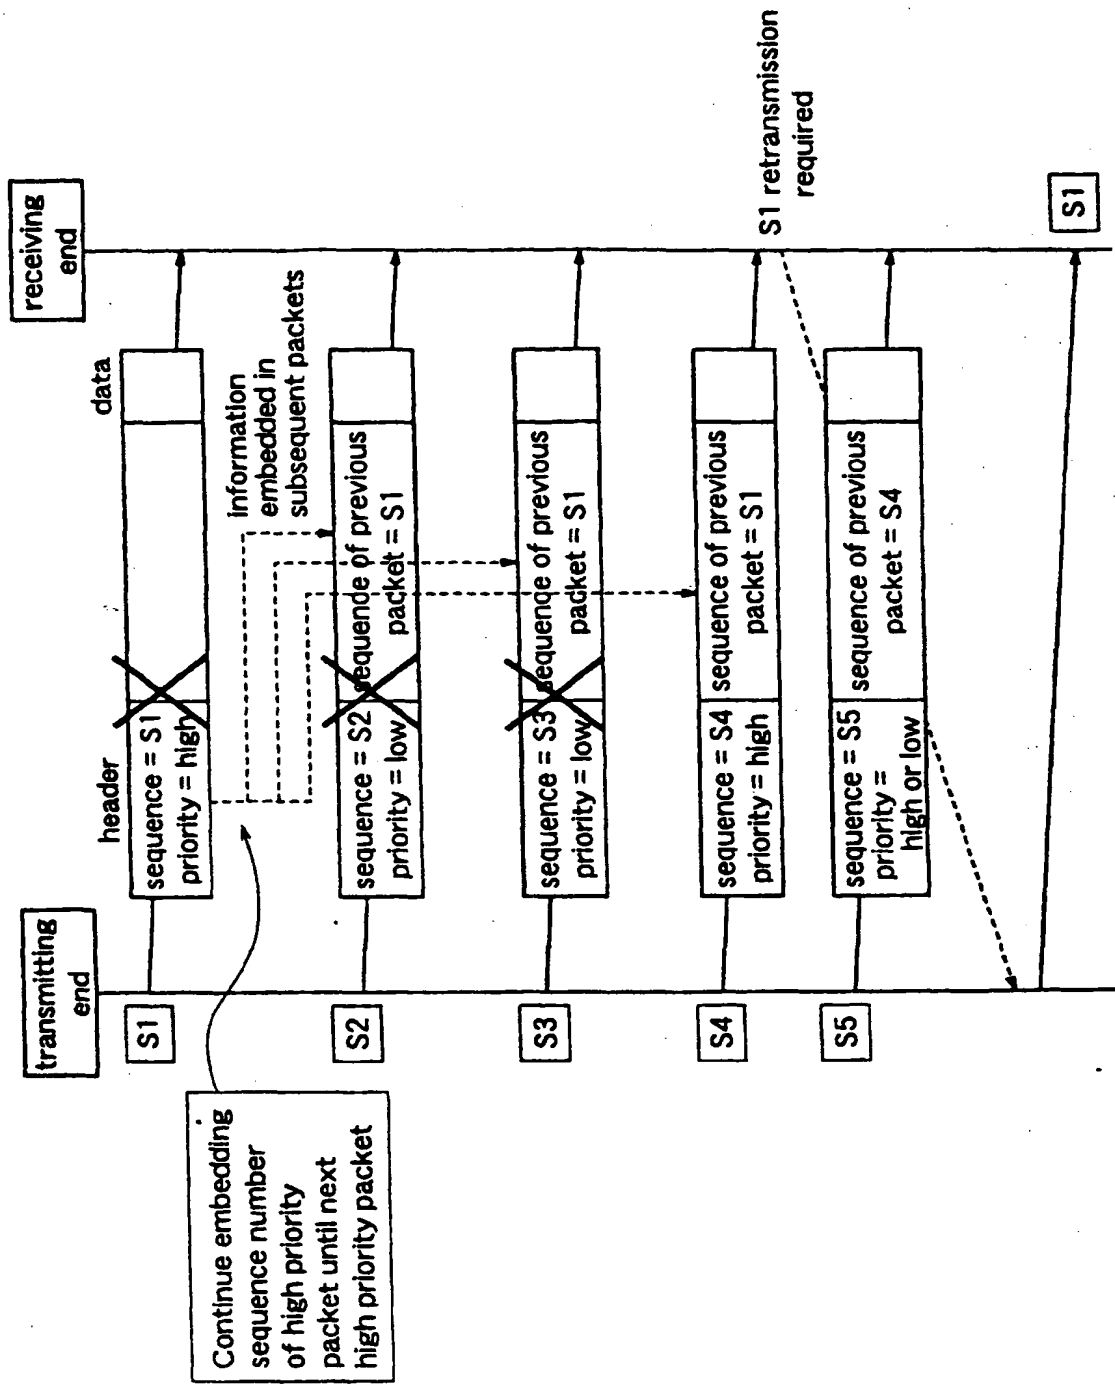 transmitting
end
receiving
end
header
data
S1
sequence = S1
priority = high
information
embedded in
subsequent packets
Continue embedding
sequence number
of high priority
packet until next
high priority packet
S2
sequence = S2
priority = low
sequence of previous
packet = S1
S3
sequence = S3
priority = low
sequence of previous
packet = S1
S4
sequence = S4
priority = high
sequence of previous
packet = S1
S1 retransmission
required
S5
sequence = S5
priority =
high or low
sequence of previous
packet = S4
S1